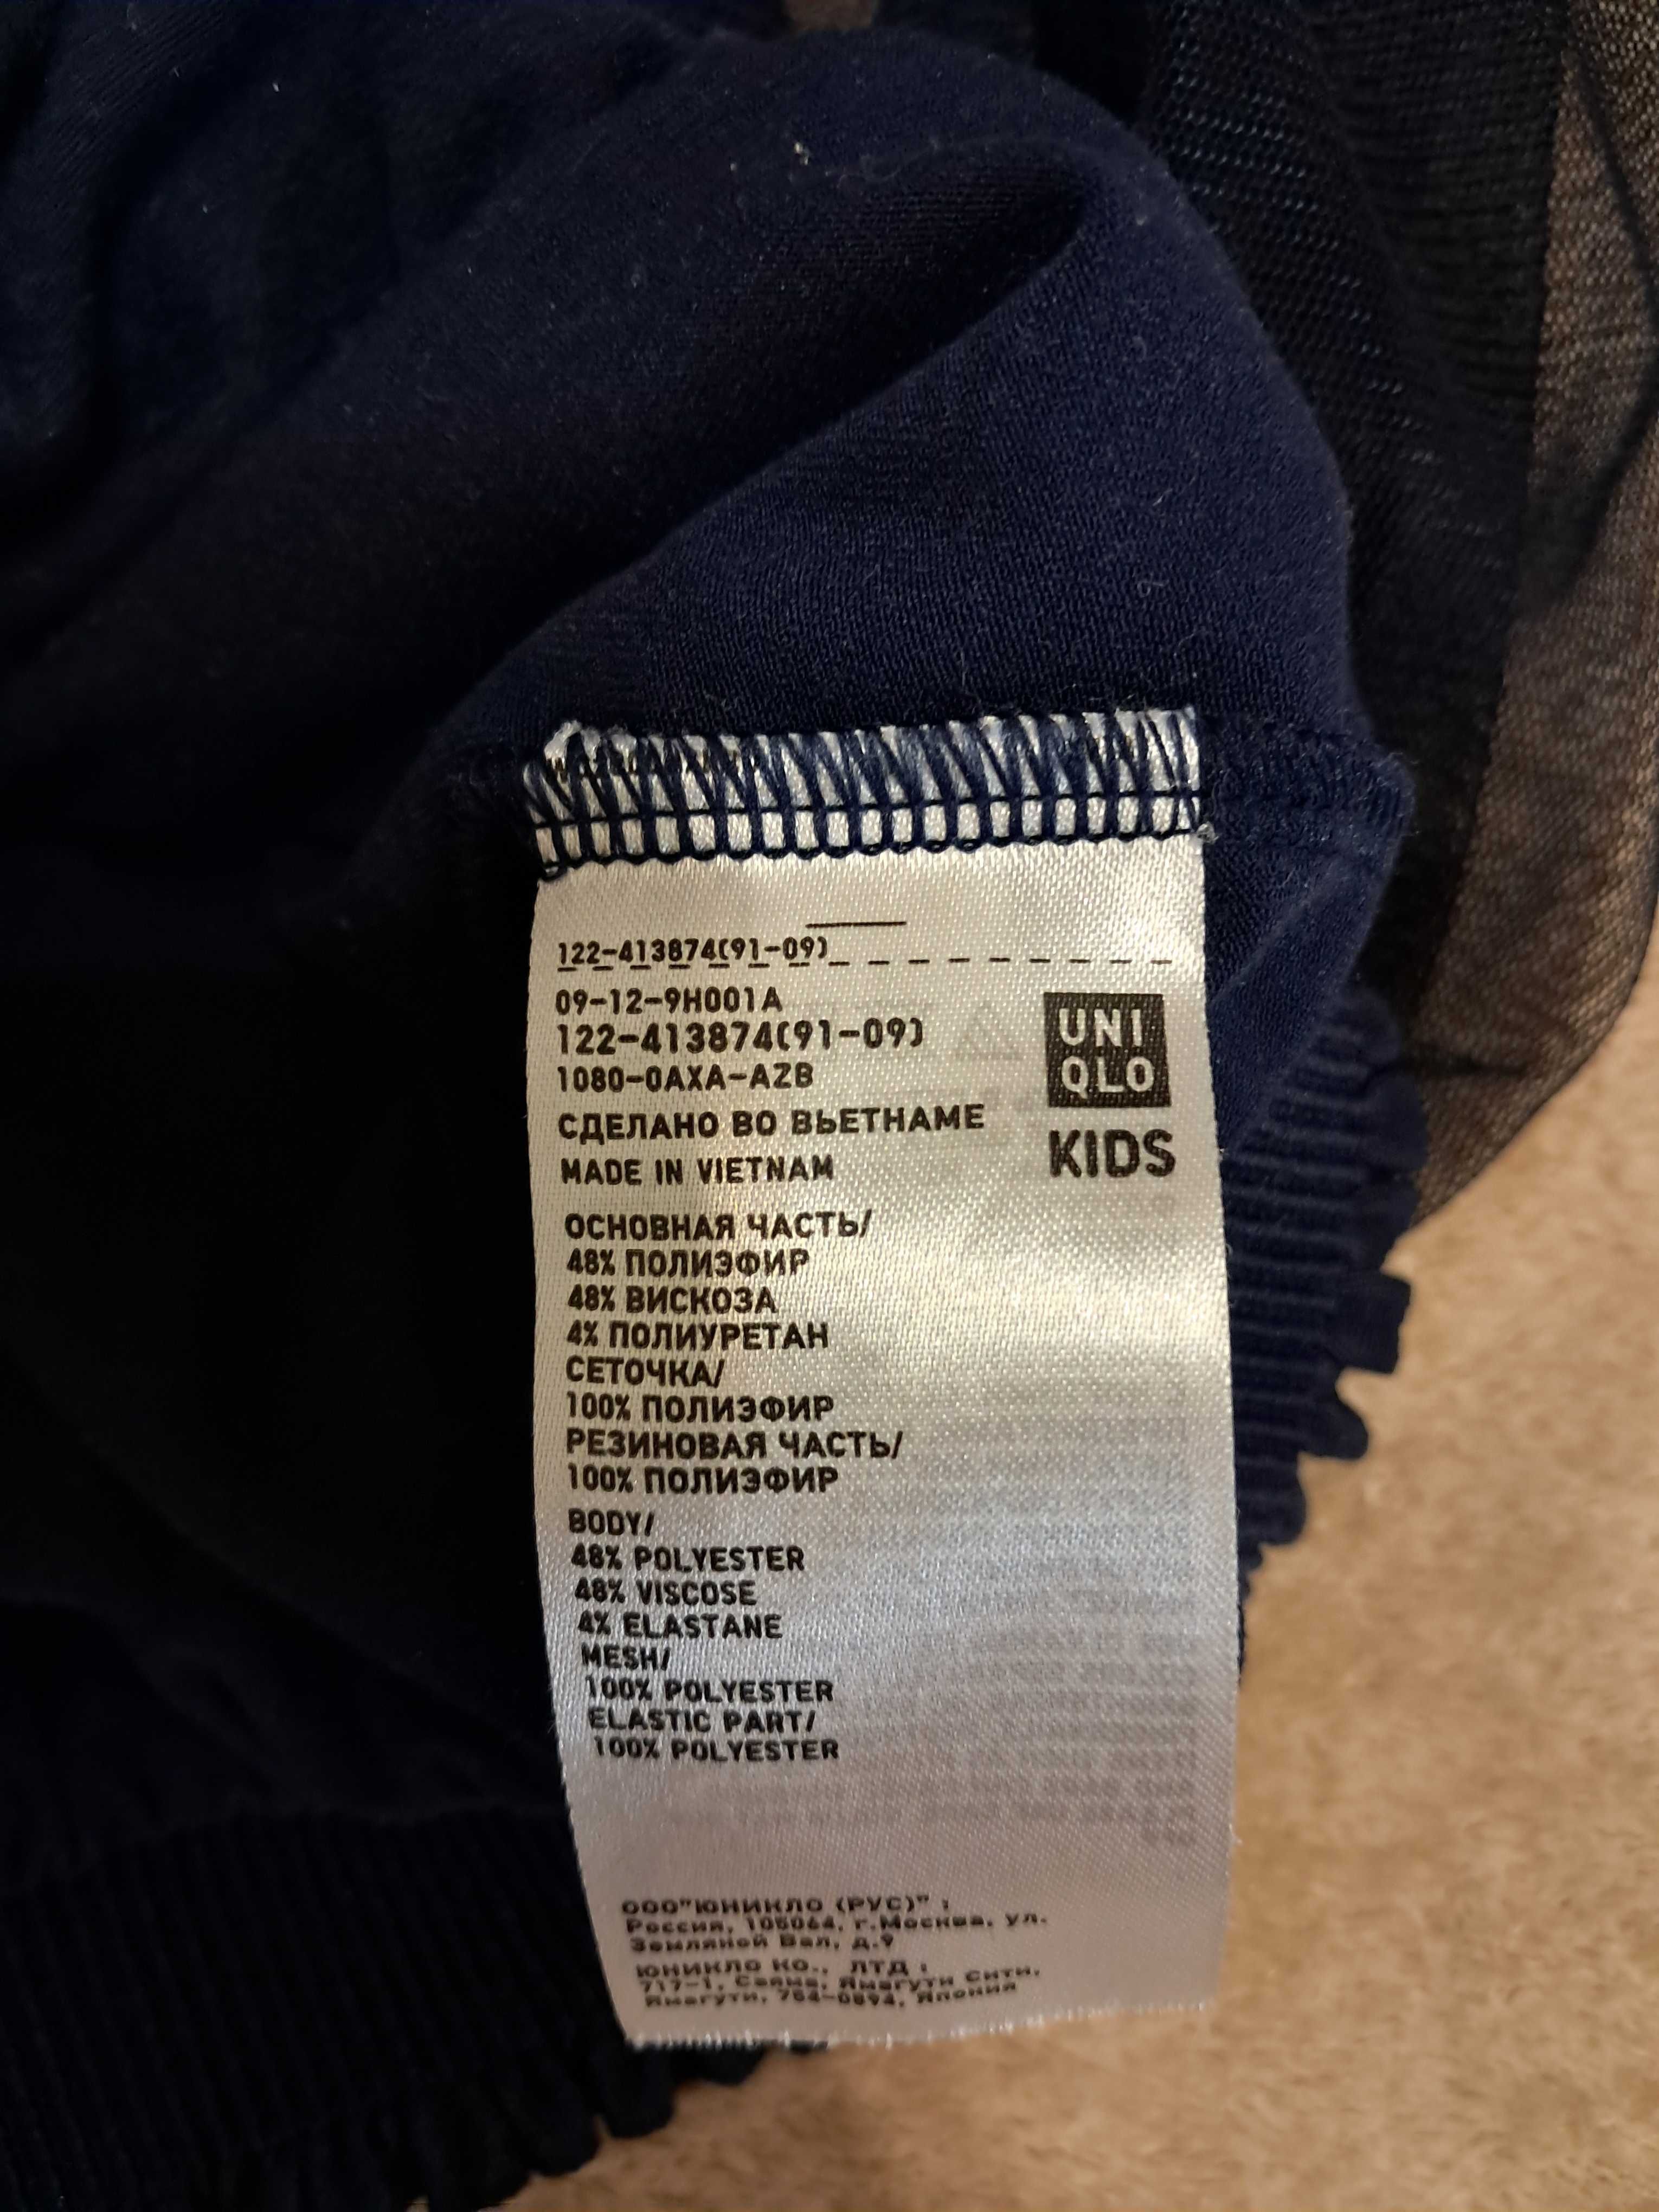 122-413874(91-09)
09-12-9H001A
122-413874(91-09)
1080-0AXA-AZB
СДЕЛАНО ВО ВЬЕТНАМЕ
MADE IN VIETNAM
UNI
QLO
KIDS
ОСНОВНАЯ ЧАСТЬ/
48% ПОЛИЭФИР
48% ВИСКОЗА
4% ПОЛИУРЕТАН
СЕТОЧКА/
100% ПОЛИЭФИР
РЕЗИНОВАЯ ЧАСТЬ/
100% ПОЛИЭФИР
BODY/
48% POLYESTER
48% VISCOSE
4% ELASTANE
MESH/
100% POLYESTER
ELASTIC PART/
100% POLYESTER
ООО"ЮНИКЛО (РУС)" :
Россия, 105064, г.Москва, ул.
Земляной Вал, д.9
ЮНИКЛО КО., ЛТД :
717-1, Саяма, Ямагути Сити,
Ямагути, 754-0894, Япония